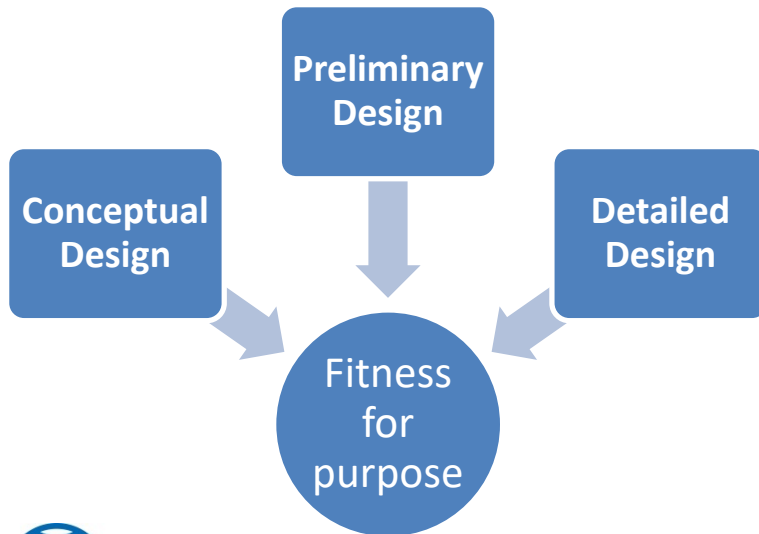 Preliminary
Design
Conceptual
Design
Detailed
Design
Fitness
for
purpose